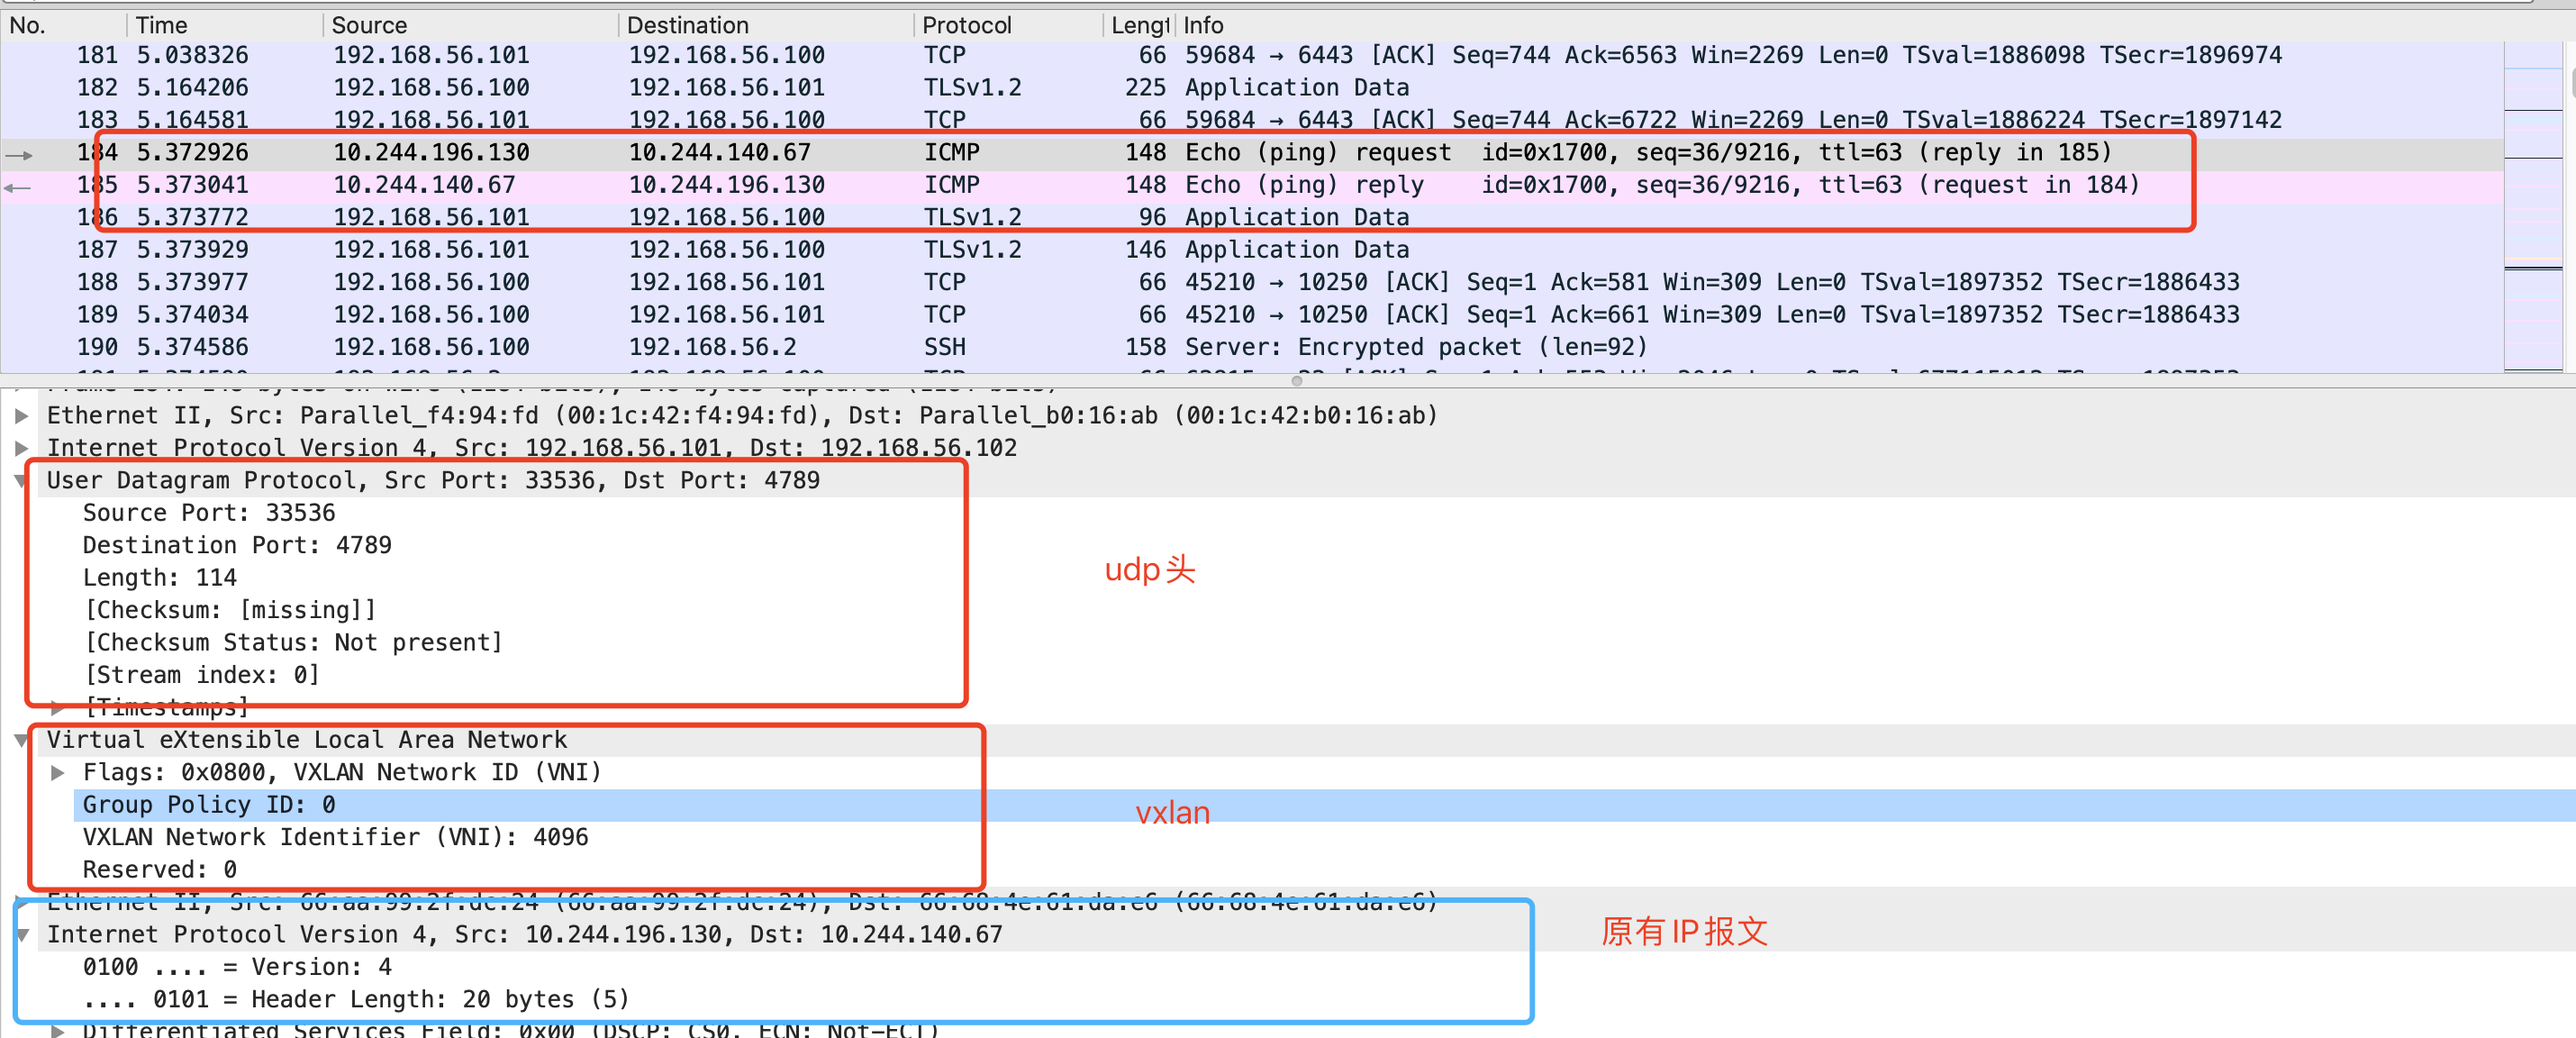 No. Time Source Destination Protocol Lengt Info
181 5.038326 192.168.56.101 192.168.56.100 TCP 66 59684 → 6443 [ACK] Seq=744 Ack=6563 Win=2269 Len=0 TSval=1886098 TSecr=1896974
182 5.164206 192.168.56.100 192.168.56.101 TLSv1.2 225 Application Data
183 5.164581 192.168.56.101 192.168.56.100 TCP 66 59684 → 6443 [ACK] Seq=744 Ack=6722 Win=2269 Len=0 TSval=1886224 TSecr=1897142
184 5.372926 10.244.196.130 10.244.140.67 ICMP 148 Echo (ping) request id=0x1700, seq=36/9216, ttl=63 (reply in 185)
185 5.373041 10.244.140.67 10.244.196.130 ICMP 148 Echo (ping) reply id=0x1700, seq=36/9216, ttl=63 (request in 184)
186 5.373772 192.168.56.101 192.168.56.100 TLSv1.2 96 Application Data
187 5.373929 192.168.56.101 192.168.56.100 TLSv1.2 146 Application Data
188 5.373977 192.168.56.100 192.168.56.101 TCP 66 45210 → 10250 [ACK] Seq=1 Ack=581 Win=309 Len=0 TSval=1897352 TSecr=1886433
189 5.374034 192.168.56.100 192.168.56.101 TCP 66 45210 → 10250 [ACK] Seq=1 Ack=661 Win=309 Len=0 TSval=1897352 TSecr=1886433
190 5.374586 192.168.56.100 192.168.56.2 SSH 158 Server: Encrypted packet (len=92)
Ethernet II, Src: Parallel_f4:94:fd (00:1c:42:f4:94:fd), Dst: Parallel_b0:16:ab (00:1c:42:b0:16:ab)
Internet Protocol Version 4, Src: 192.168.56.101, Dst: 192.168.56.102
User Datagram Protocol, Src Port: 33536, Dst Port: 4789
Source Port: 33536
Destination Port: 4789
udp头
Length: 114
[Checksum: [missing]]
[Checksum Status: Not present]
[Stream index: 0]
[Timestamps]
Virtual eXtensible Local Area Network
Flags: 0x0800, VXLAN Network ID (VNI)
Group Policy ID: 0
vxlan
VXLAN Network Identifier (VNI): 4096
Reserved: 0
Ethernet II, Src: 66:aa:99:2f:dc:24 (66:aa:99:2f:dc:24), Dst: 66:68:4e:61:da:e6 (66:68:4e:61:da:e6)
Internet Protocol Version 4, Src: 10.244.196.130, Dst: 10.244.140.67
原有IP报文
0100 .... = Version: 4
.... 0101 = Header Length: 20 bytes (5)
Differentiated Services Field: 0x00 (DSCP: CS0, ECN: Not-ECT)